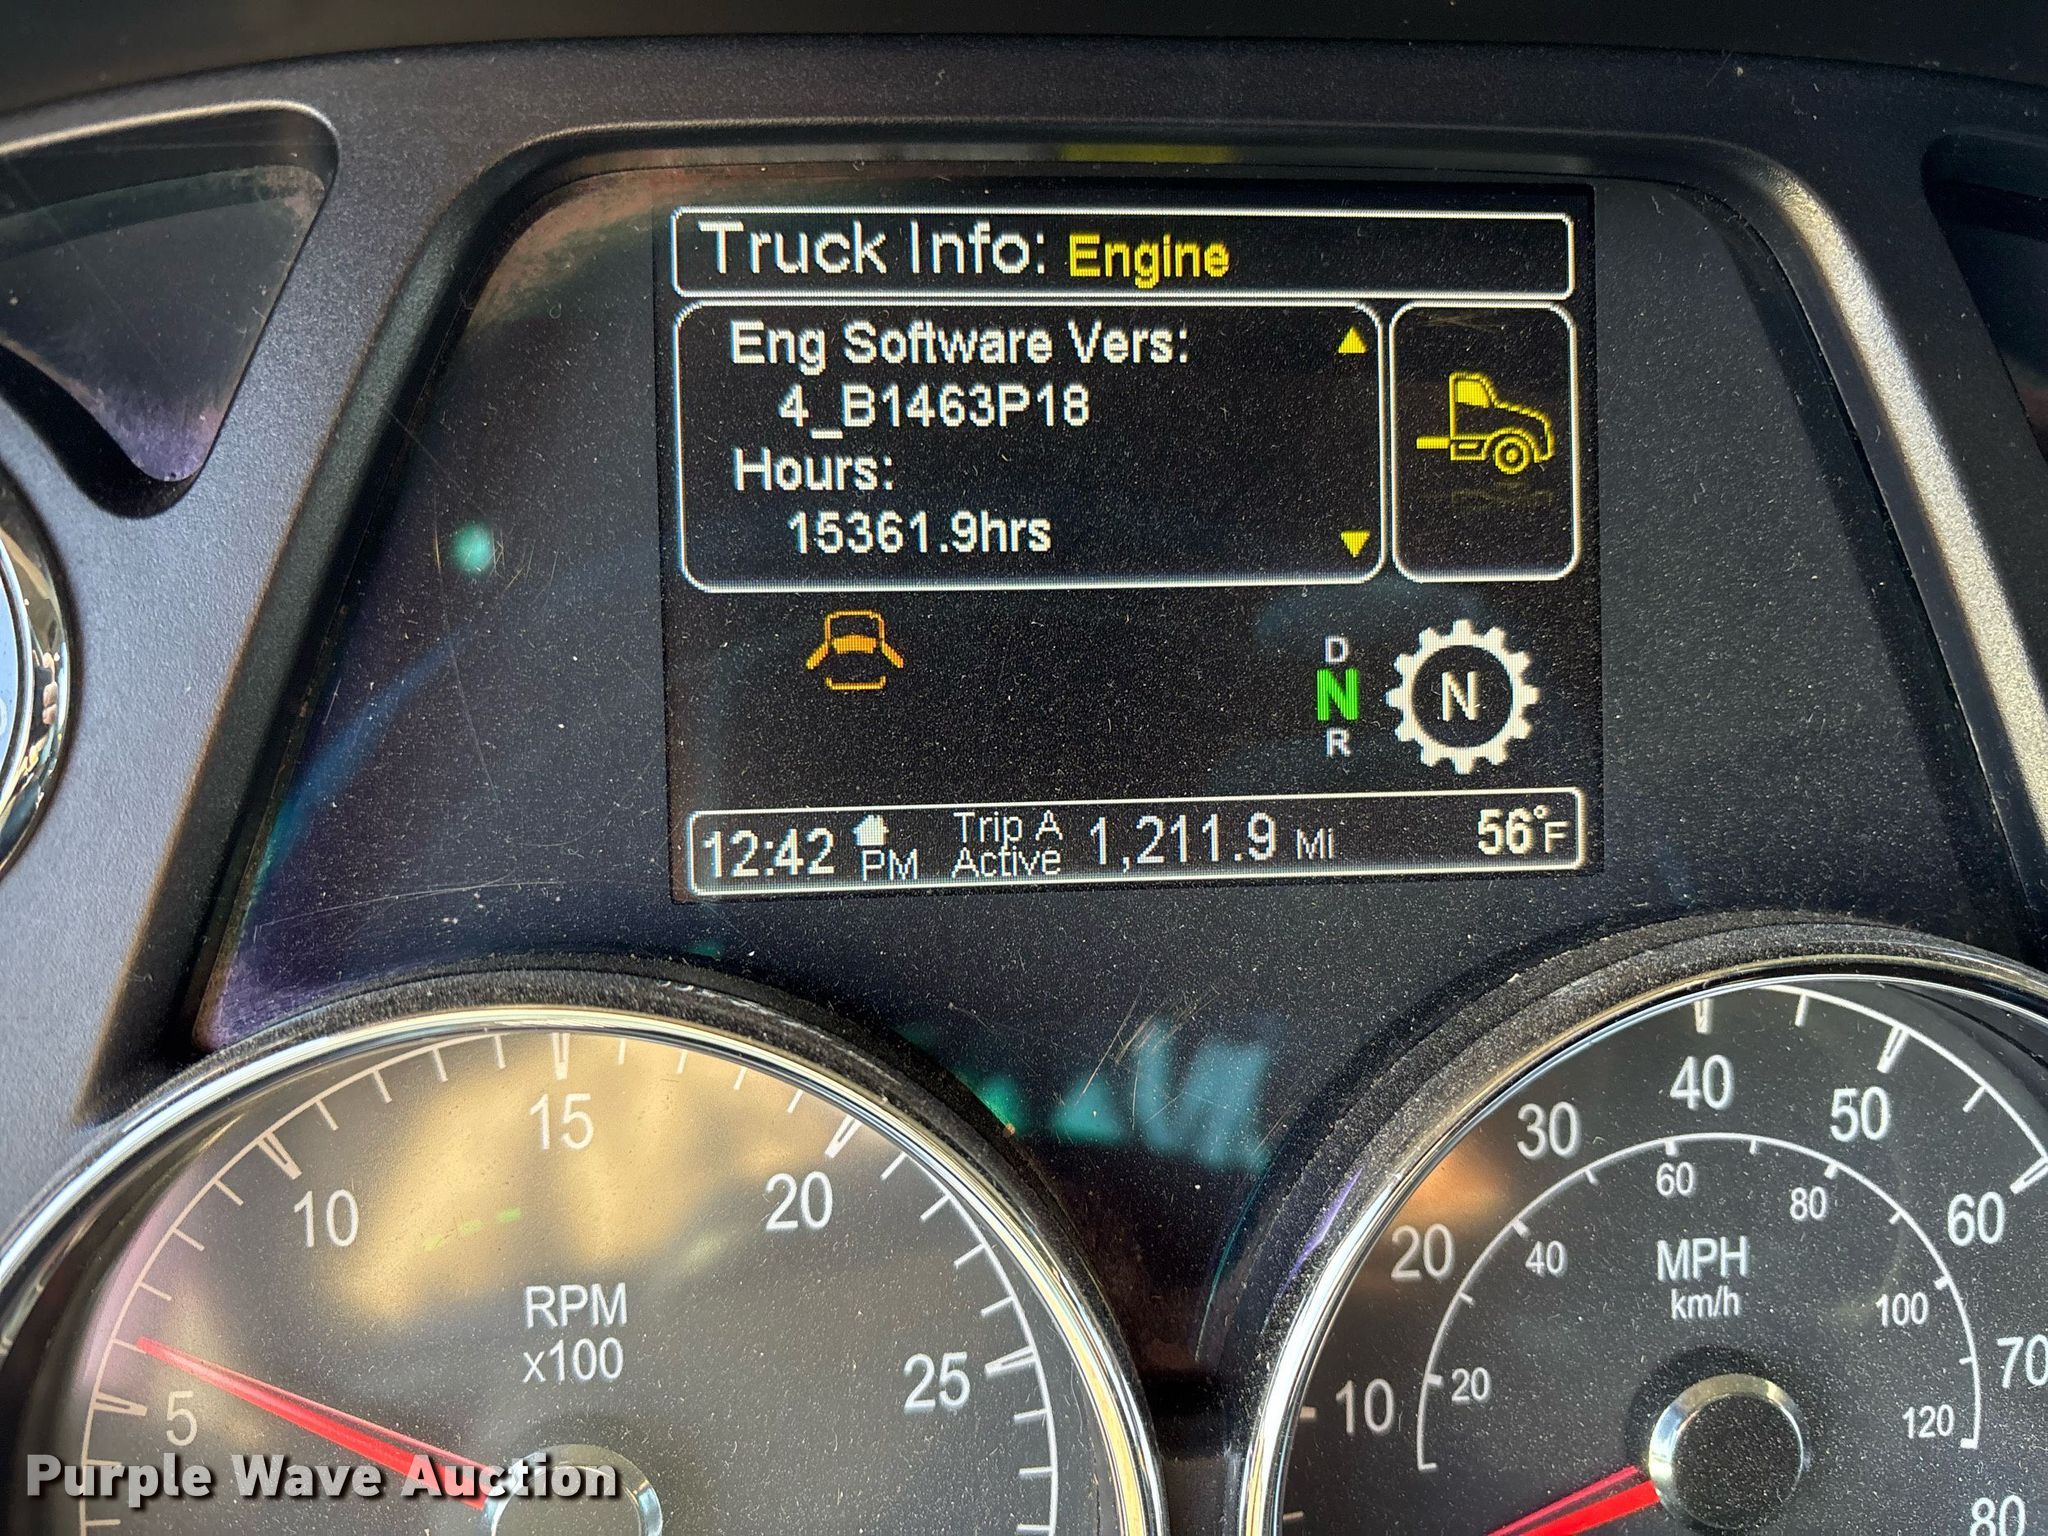 Truck Info: Engine
Eng Software Vers:
4_B1463P18
Hours:
15361.9hrs
D
N
R
N
12:42 PM
Trip A
Active
1,211.9 Mi
56°F
5
10
15
20
25
RPM
x100
10
20
30
40
50
60
70
80
20
40
60
80
100
120
MPH
km/h
Purple Wave Auction